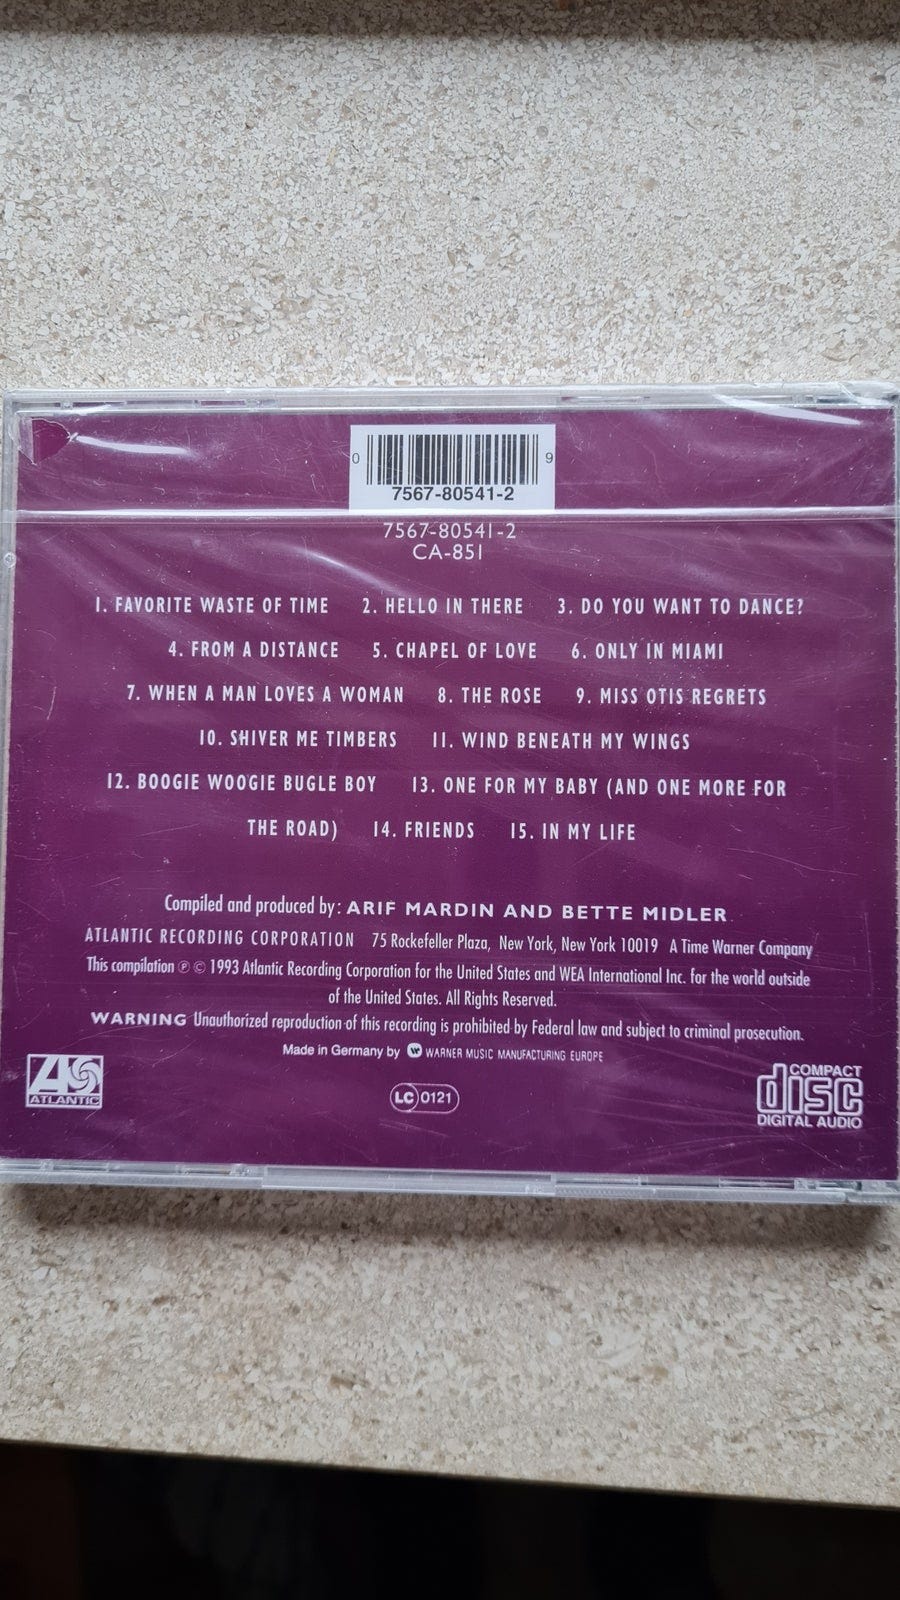 0 9
7567-80541-2
7567-80541-2
CA-851
1. FAVORITE WASTE OF TIME 2. HELLO IN THERE 3. DO YOU WANT TO DANCE?
4. FROM A DISTANCE 5. CHAPEL OF LOVE 6. ONLY IN MIAMI
7. WHEN A MAN LOVES A WOMAN 8. THE ROSE 9. MISS OTIS REGRETS
10. SHIVER ME TIMBERS 11. WIND BENEATH MY WINGS
12. BOOGIE WOOGIE BUGLE BOY 13. ONE FOR MY BABY (AND ONE MORE FOR
THE ROAD) 14. FRIENDS 15. IN MY LIFE
Compiled and produced by: ARIF MARDIN AND BETTE MIDLER
ATLANTIC RECORDING CORPORATION 75 Rockefeller Plaza, New York, New York 10019 A Time Warner Company
This compilation ℗ © 1993 Atlantic Recording Corporation for the United States and WEA International Inc. for the world outside
of the United States. All Rights Reserved.
WARNING Unauthorized reproduction of this recording is prohibited by Federal law and subject to criminal prosecution.
Made in Germany by WARNER MUSIC MANUFACTURING EUROPE
ATLANTIC
LC 0121
COMPACT
disc
DIGITAL AUDIO